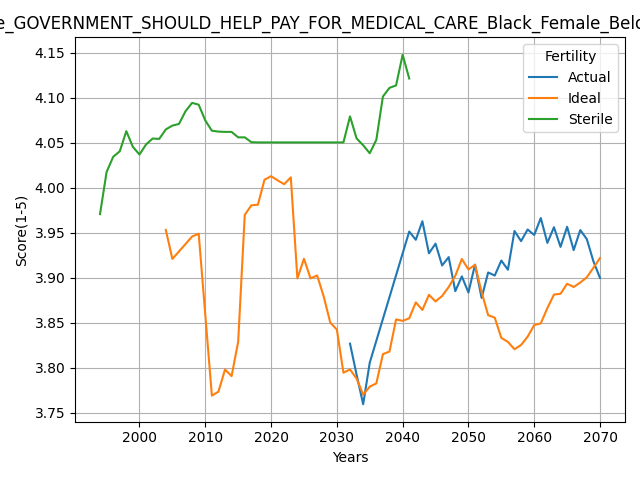 GOVERNMENT_SHOULD_HELP_PAY_FOR_MEDICAL_CARE_Black_Female_
Fertility
Actual
Ideal
Sterile
Score(1-5)
4.15
4.10
4.05
4.00
3.95
3.90
3.85
3.80
3.75
2000 2010 2020 2030 2040 2050 2060 2070
Years